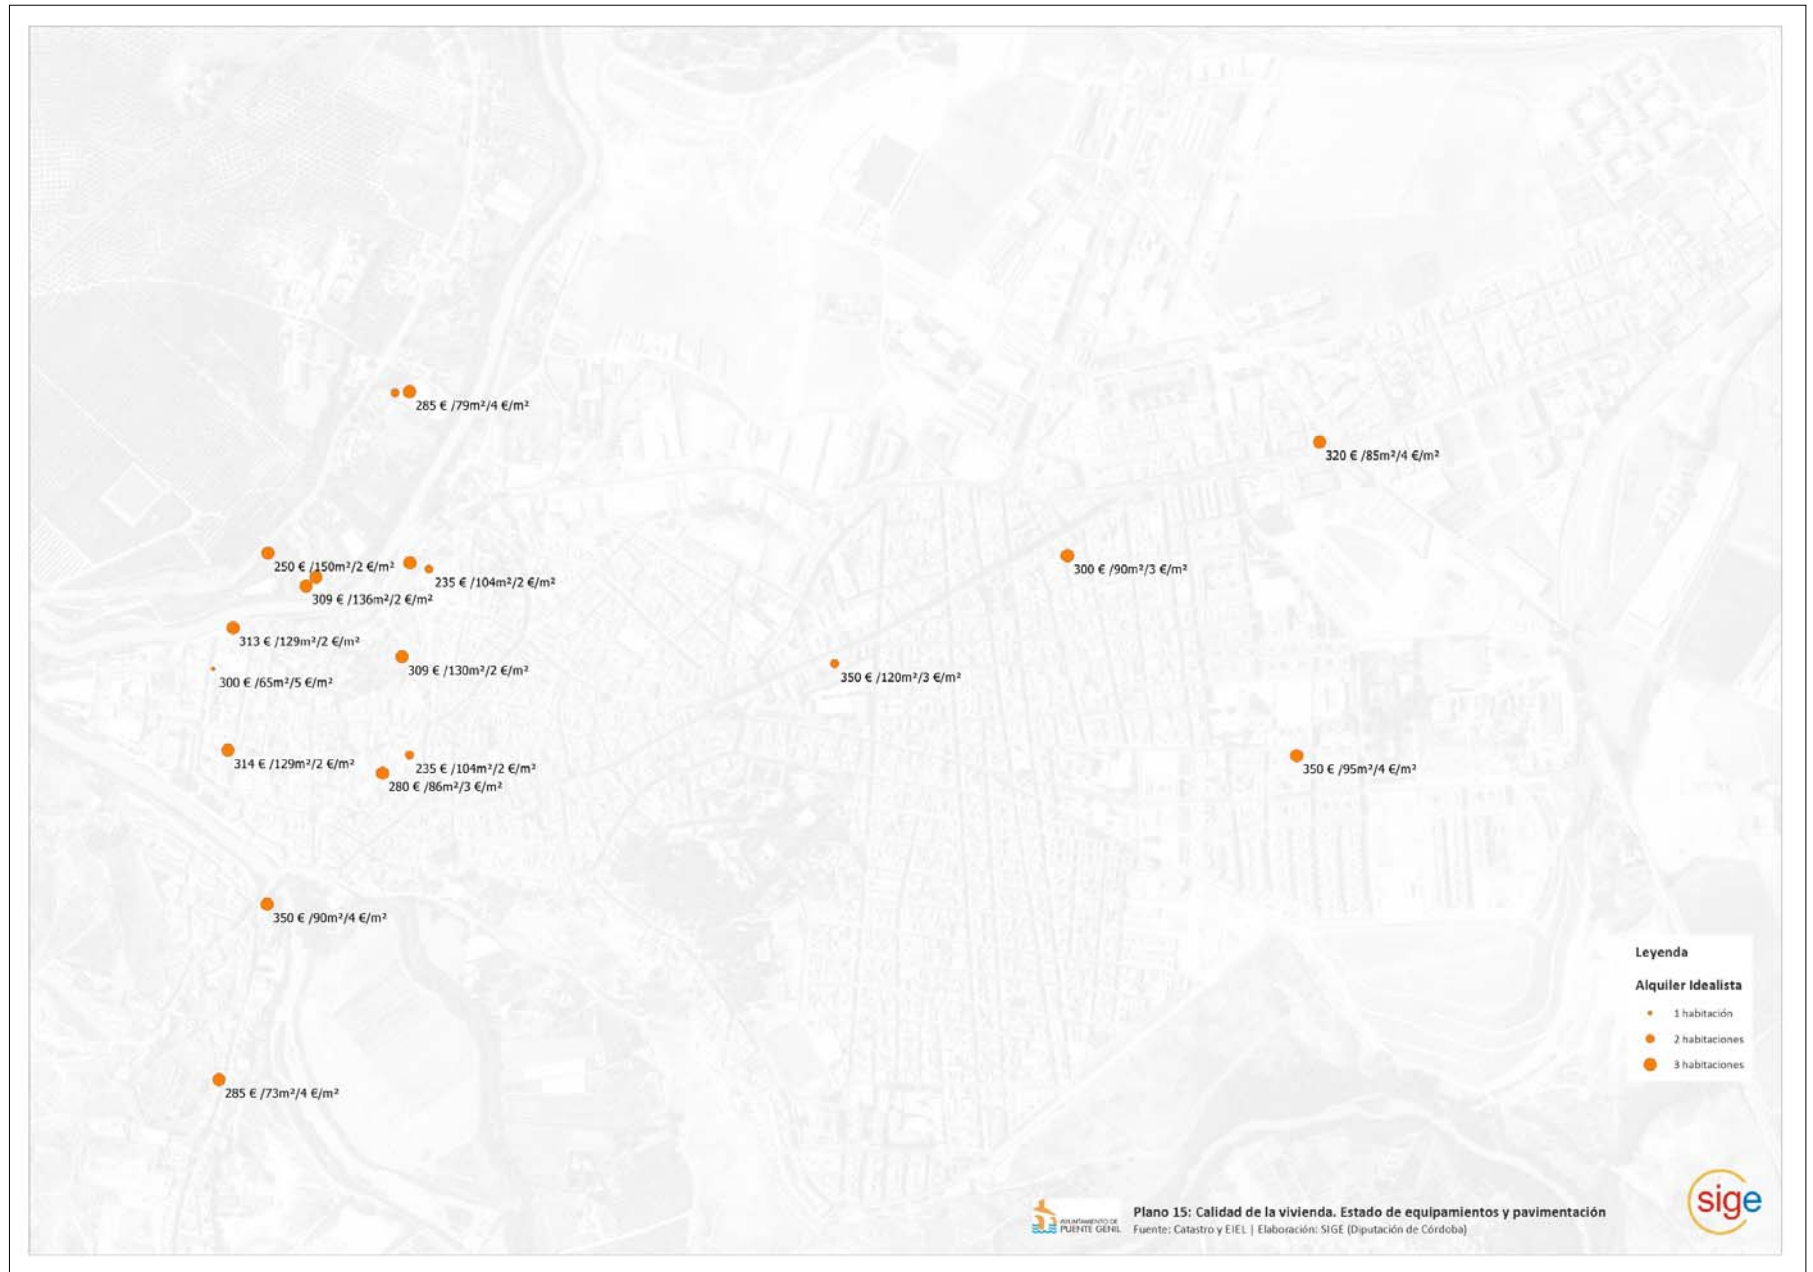 285 € /79m²/4 €/m²
320 € /85m²/4 €/m²
250 € /150m²/2 €/m²
235 € /104m²/2 €/m²
300 € /90m²/3 €/m²
309 € /136m²/2 €/m²
313 € /129m²/2 €/m²
309 € /130m²/2 €/m²
300 € /65m²/5 €/m²
350 € /120m²/3 €/m²
314 € /129m²/2 €/m²
235 € /104m²/2 €/m²
350 € /95m²/4 €/m²
280 € /86m²/3 €/m²
350 € /90m²/4 €/m²
285 € /73m²/4 €/m²
Leyenda
Alquiler Idealista
1 habitación
2 habitaciones
3 habitaciones
AYUNTAMIENTO DE
PUENTE GENIL
Plano 15: Calidad de la vivienda. Estado de equipamientos y pavimentación
Fuente: Catastro y EIEL | Elaboración: SIGE (Diputación de Córdoba)
sige